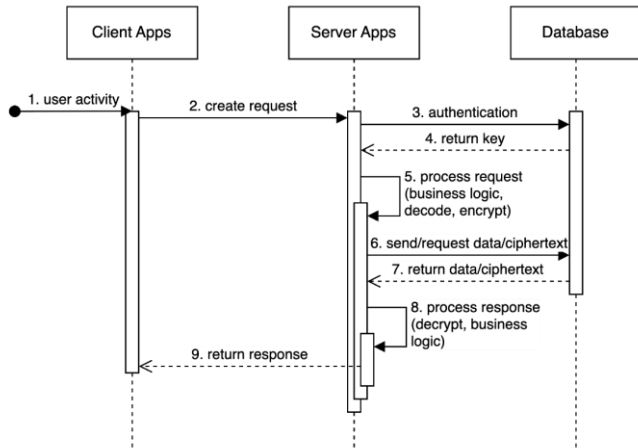 Client Apps
Server Apps
Database
1. user activity
2. create request
3. authentication
4. return key
5. process request
(business logic,
decode, encrypt)
6. send/request data/ciphertext
7. return data/ciphertext
8. process response
(decrypt, business
logic)
9. return response